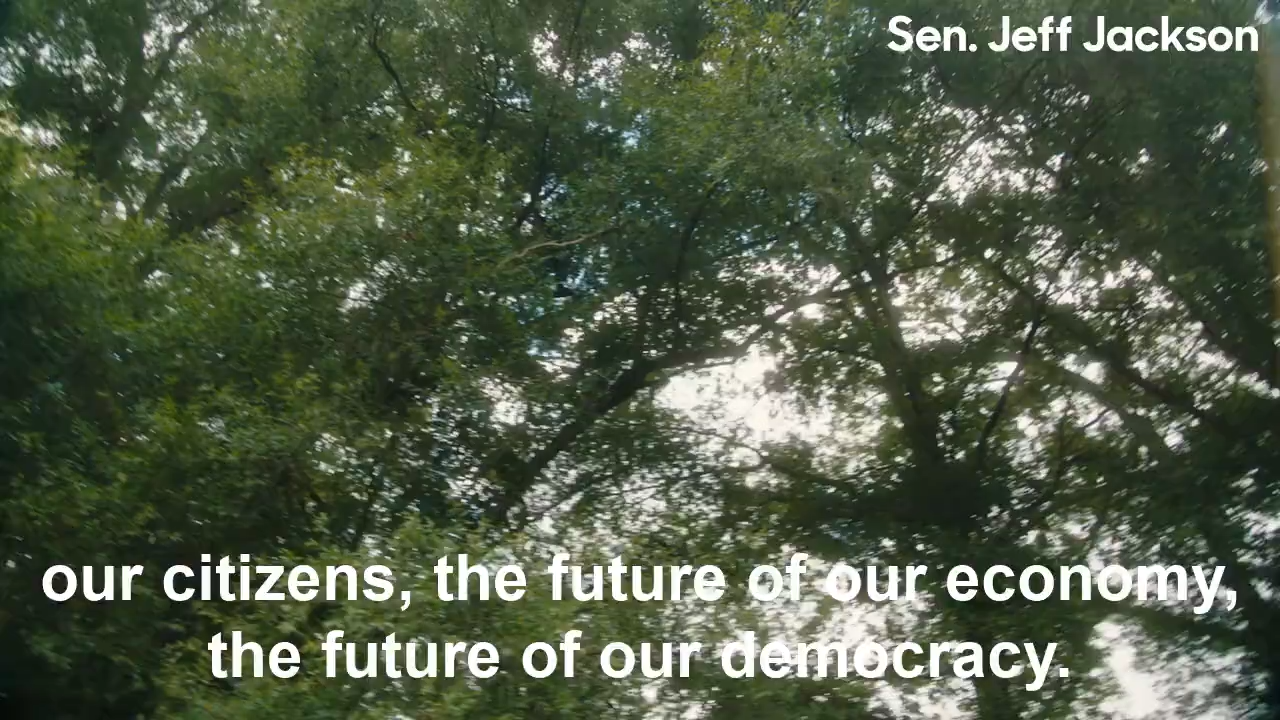 Sen. Jeff Jackson
our citizens, the future of our economy,
the future of our democracy.